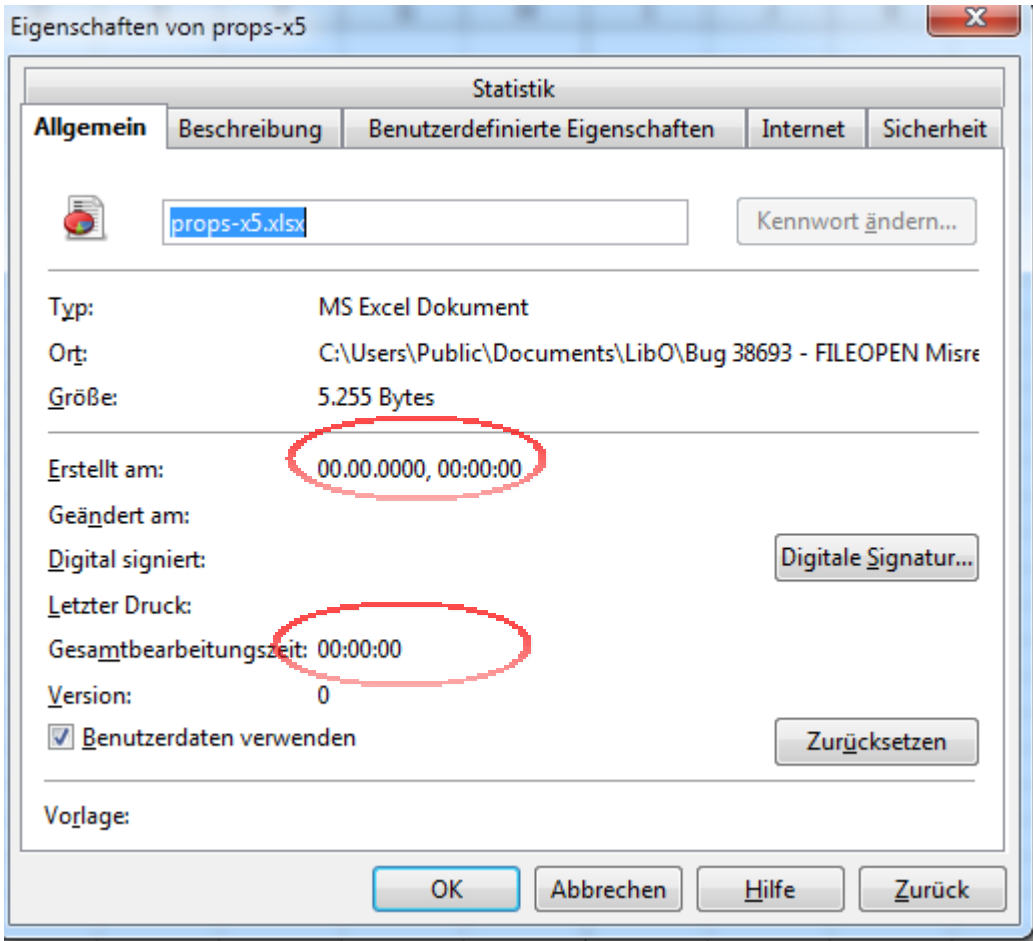 Eigenschaften von props-x5
Statistik
Allgemein Beschreibung Benutzerdefinierte Eigenschaften Internet Sicherheit
props-x5.xlsx Kennwort ändern...
Typ: MS Excel Dokument
Ort: C:\Users\Public\Documents\LibO\Bug 38693 - FILEOPEN Misre
Größe: 5.255 Bytes
Erstellt am: 00.00.0000, 00:00:00
Geändert am:
Digital signiert: Digitale Signatur...
Letzter Druck:
Gesamtbearbeitungszeit: 00:00:00
Version: 0
Benutzerdaten verwenden Zurücksetzen
Vorlage:
OK Abbrechen Hilfe Zurück